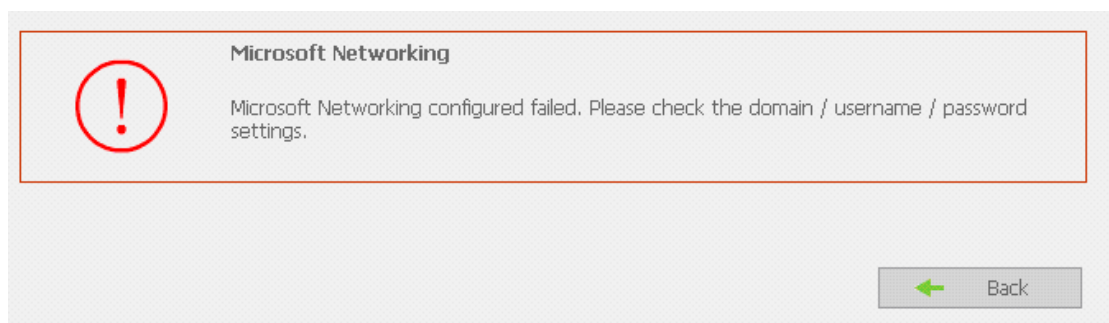 Microsoft Networking
Microsoft Networking configured failed. Please check the domain / username / password
settings.
Back